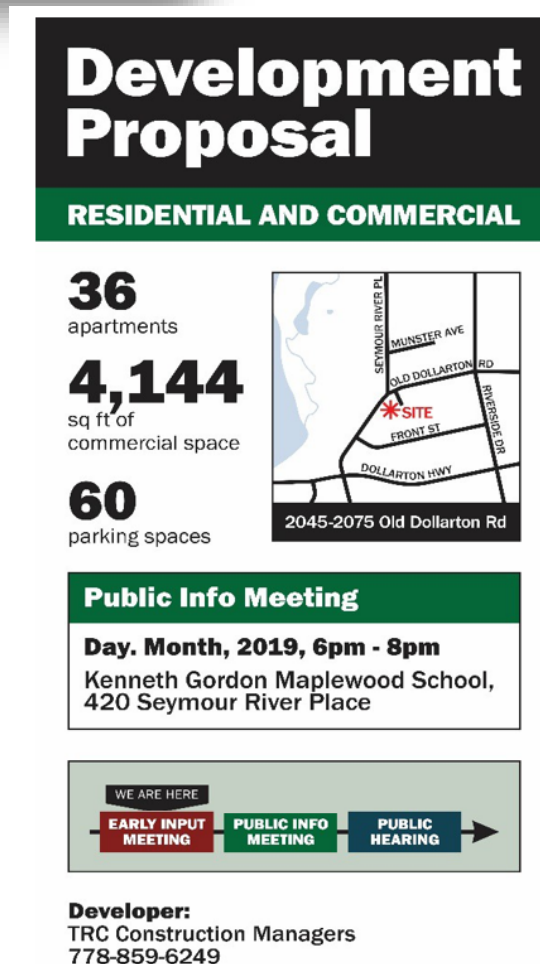 Development
Proposal
RESIDENTIAL AND COMMERCIAL
36
apartments
4,144
sq ft of
commercial space
60
parking spaces
SEYMOUR RIVER PL
MUNSTER AVE
OLD DOLLARTON RD
SITE
FRONT ST
RIVERSIDE DR
DOLLARTON HWY
2045-2075 Old Dollarton Rd
Public Info Meeting
Day. Month, 2019, 6pm - 8pm
Kenneth Gordon Maplewood School,
420 Seymour River Place
WE ARE HERE
EARLY INPUT
MEETING
PUBLIC INFO
MEETING
PUBLIC
HEARING
Developer:
TRC Construction Managers
778-859-6249